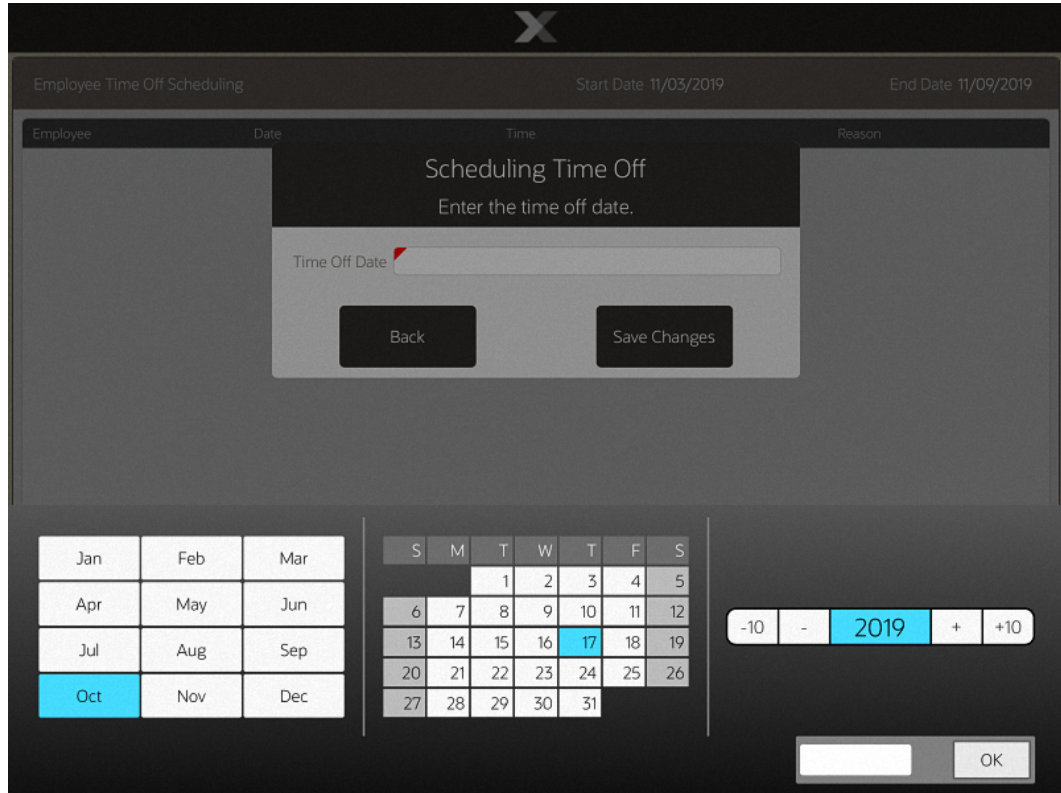 Employee Time Off Scheduling Start Date 11/03/2019 End Date 11/09/2019
Employee Date Time Reason
Scheduling Time Off
Enter the time off date.
Time Off Date
Back Save Changes
Jan Feb Mar
Apr May Jun
Jul Aug Sep
Oct Nov Dec
S M T W T F S
1 2 3 4 5
6 7 8 9 10 11 12
13 14 15 16 17 18 19
20 21 22 23 24 25 26
27 28 29 30 31
-10 - 2019 + +10
OK